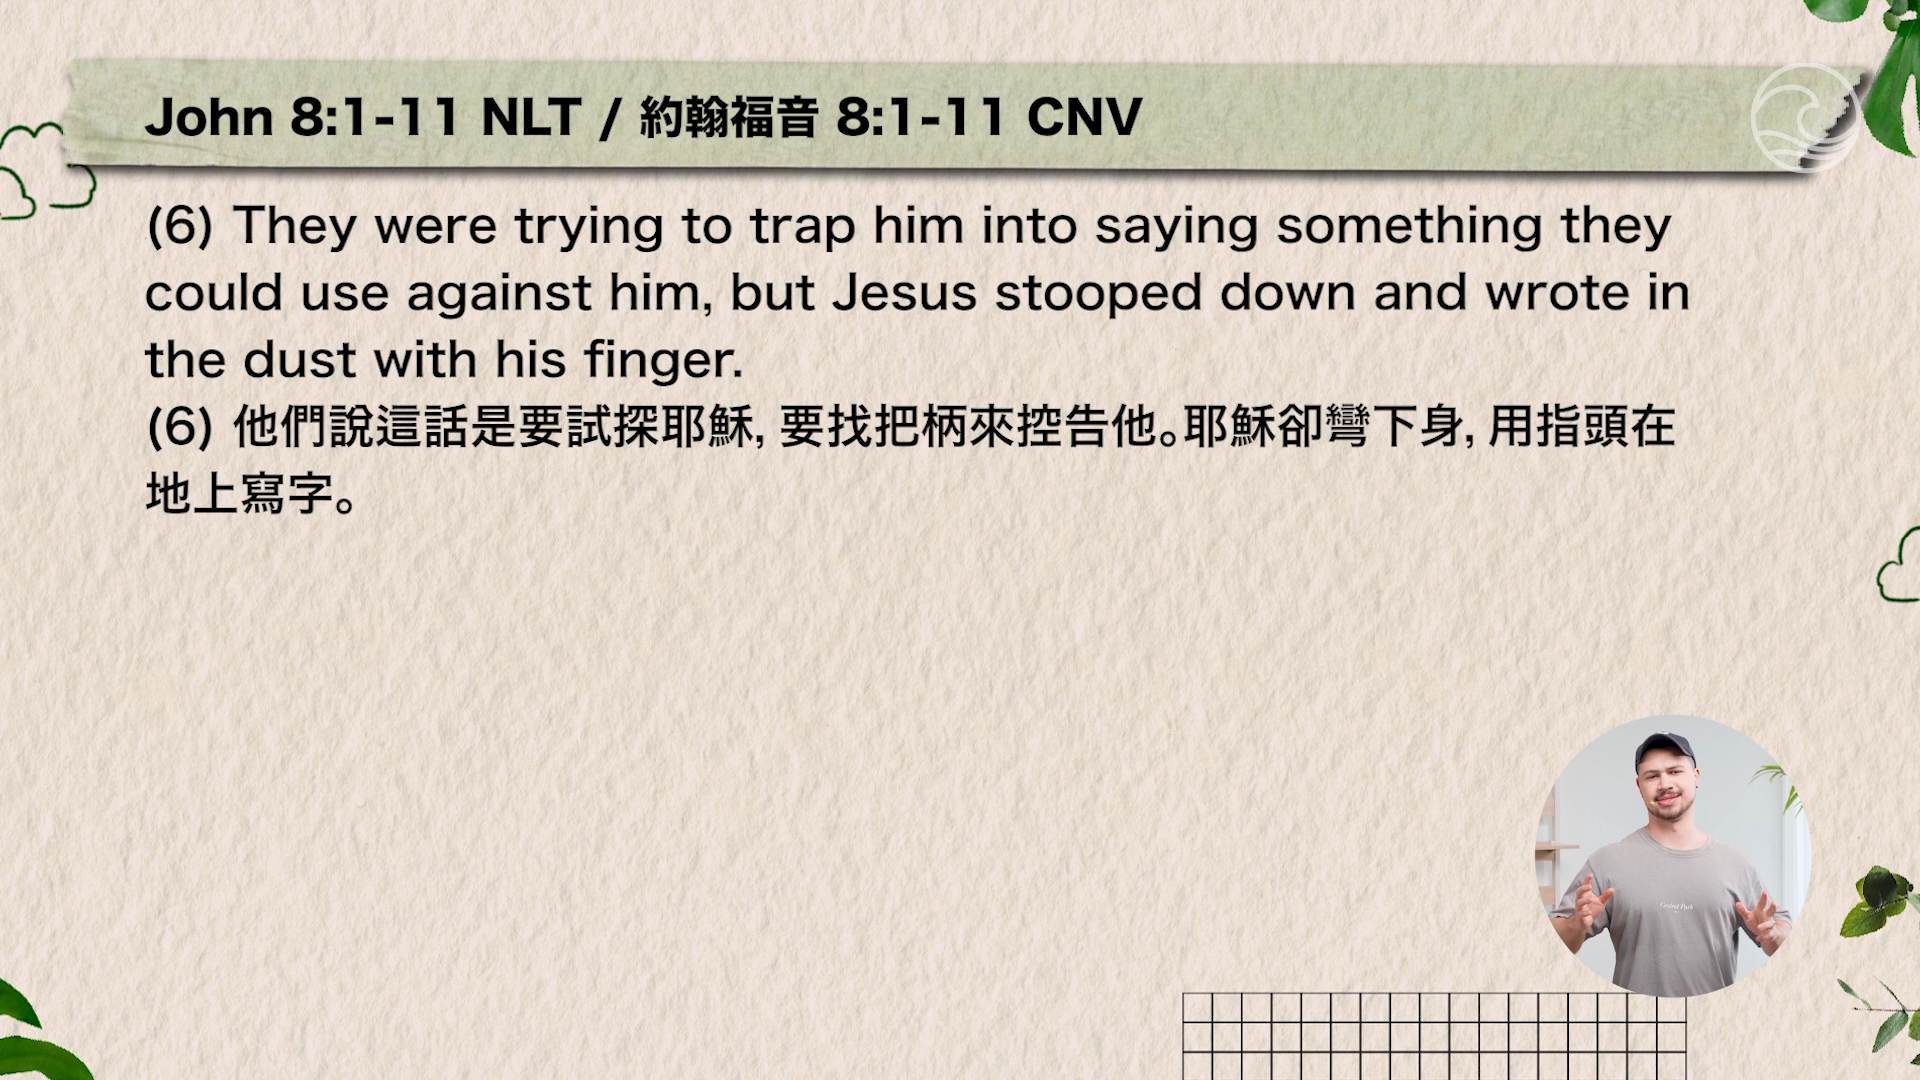 John 8:1-11 NLT / 約翰福音 8:1-11 CNV
(6) They were trying to trap him into saying something they
could use against him, but Jesus stooped down and wrote in
the dust with his finger.
(6) 他們說這話是要試探耶穌, 要找把柄來控告他。耶穌卻彎下身, 用指頭在
地上寫字。
Central Park